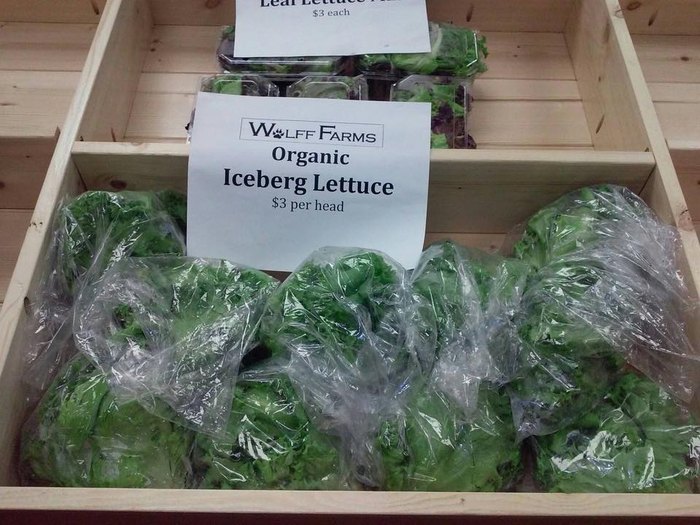 Leaf Lettuce
$3 each
WOLFF FARMS
Organic
Iceberg Lettuce
$3 per head